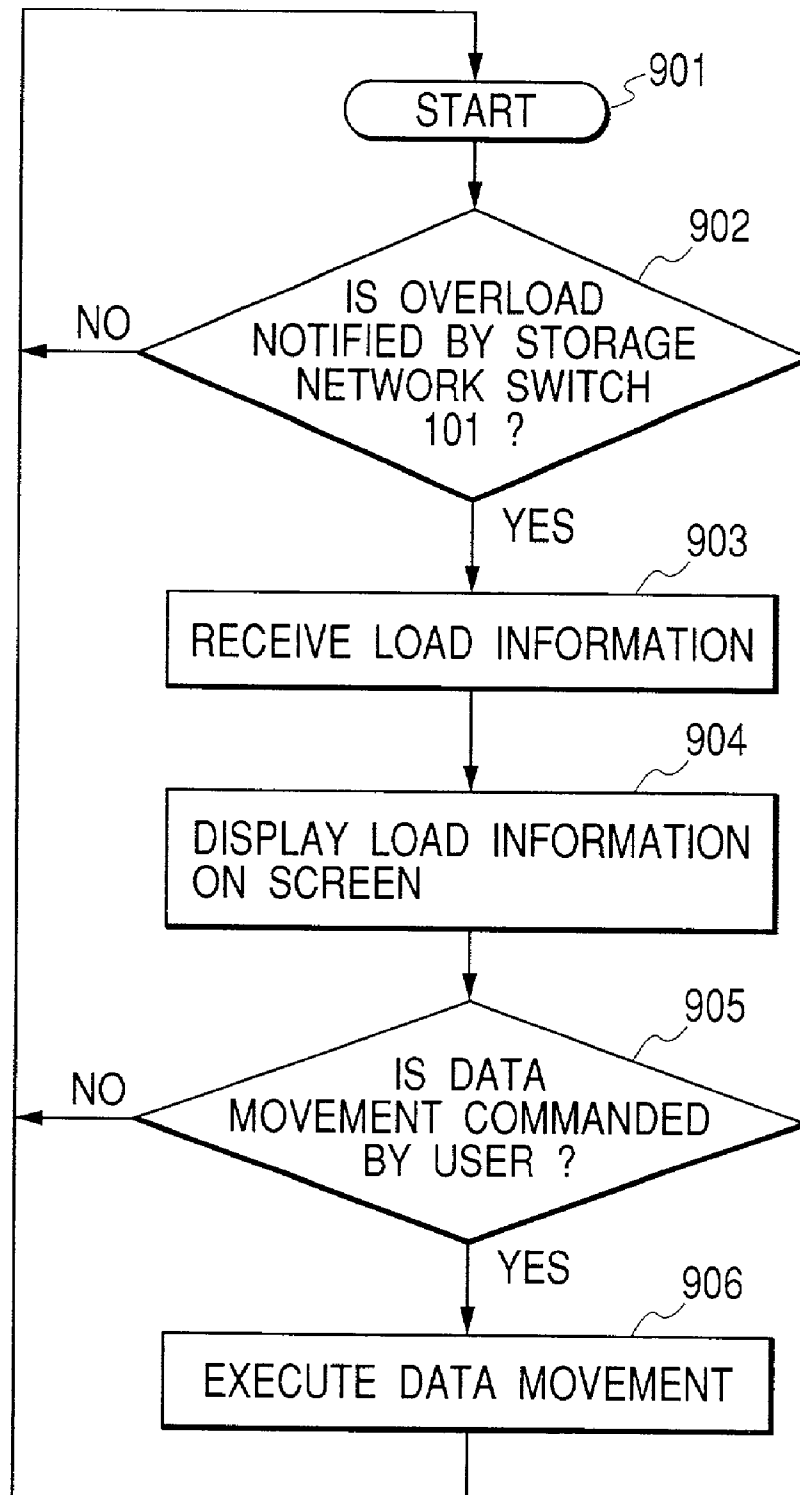 901
START
902
IS OVERLOAD
NOTIFIED BY STORAGE
NETWORK SWITCH
101 ?
NO
YES
903
RECEIVE LOAD INFORMATION
904
DISPLAY LOAD INFORMATION
ON SCREEN
905
IS DATA
MOVEMENT COMMANDED
BY USER ?
NO
YES
906
EXECUTE DATA MOVEMENT